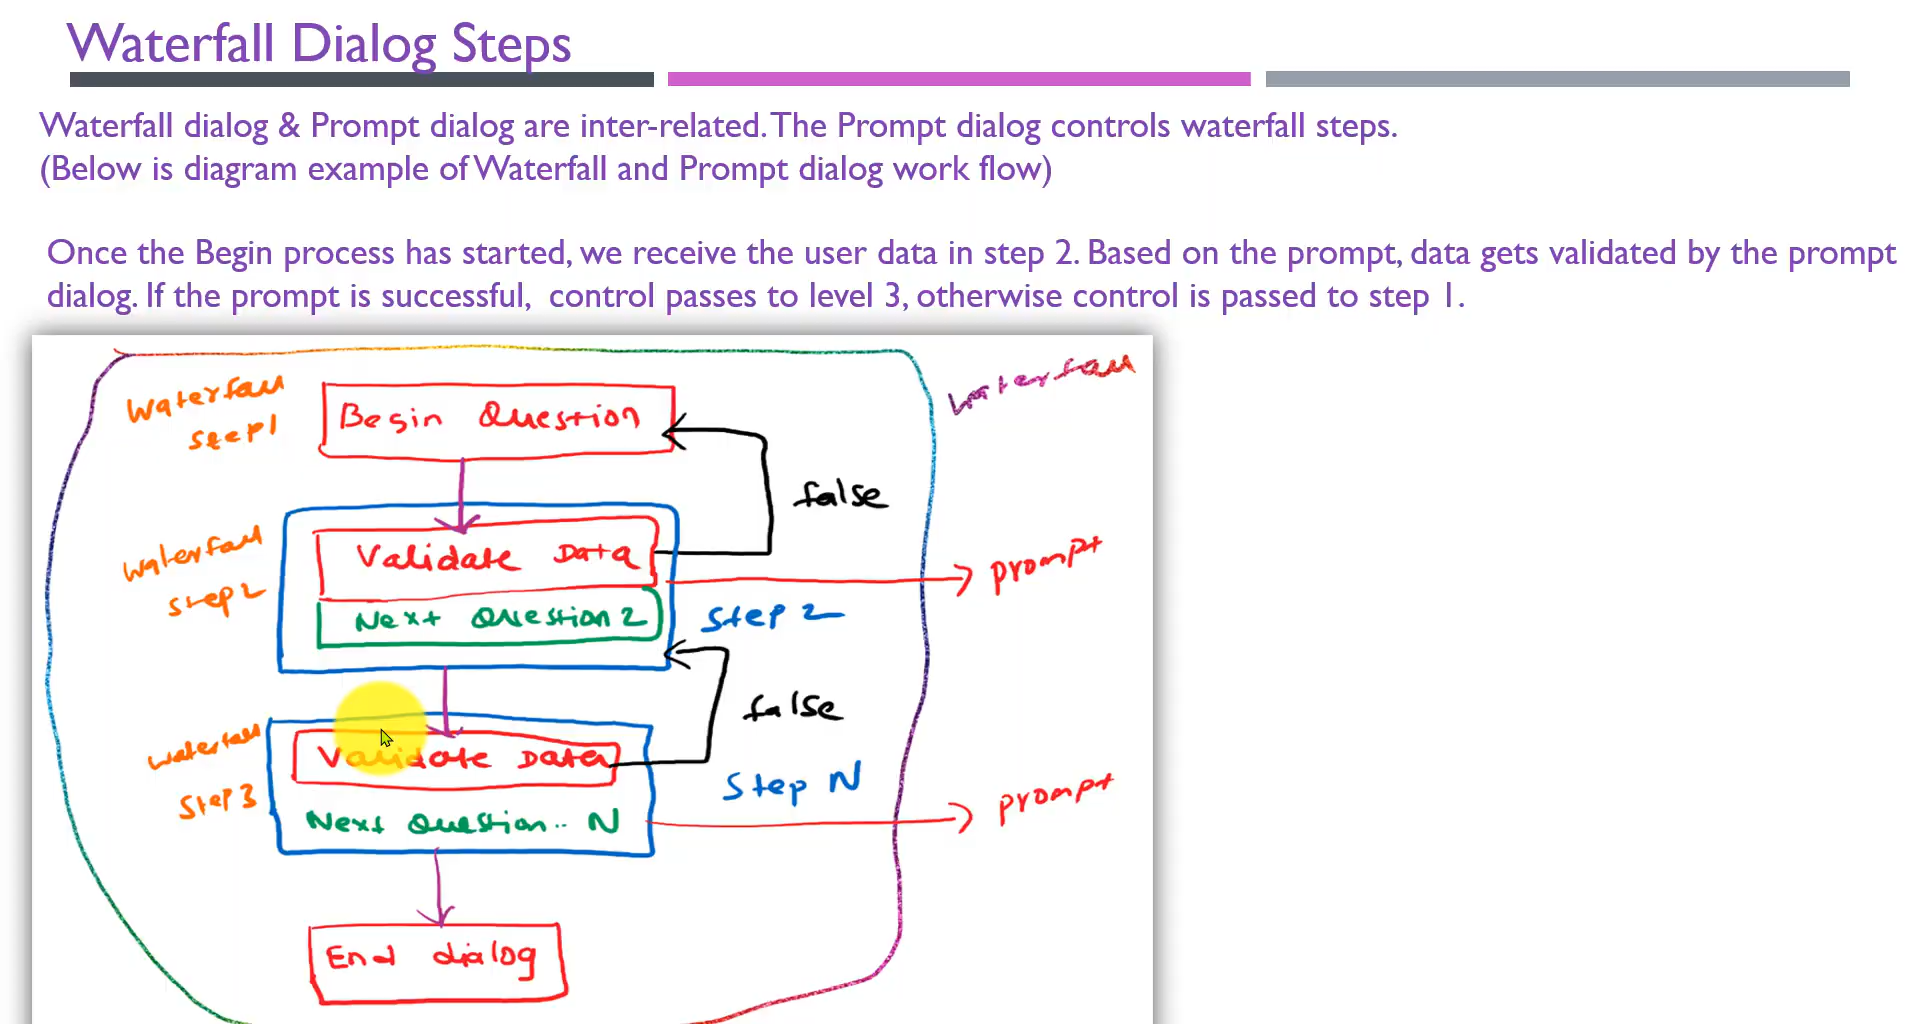 Waterfall Dialog Steps
Waterfall dialog & Prompt dialog are inter-related. The Prompt dialog controls waterfall steps.
(Below is diagram example of Waterfall and Prompt dialog work flow)
Once the Begin process has started, we receive the user data in step 2. Based on the prompt, data gets validated by the prompt
dialog. If the prompt is successful, control passes to level 3, otherwise control is passed to step 1.
Waterfall
Step1
Begin Question
Waterfall
false
Waterfall
Step2
Validate Data
prompt
Next Question 2
Step 2
false
Waterfall
Step3
Validate Data
Step N
prompt
Next Question.. N
End dialog